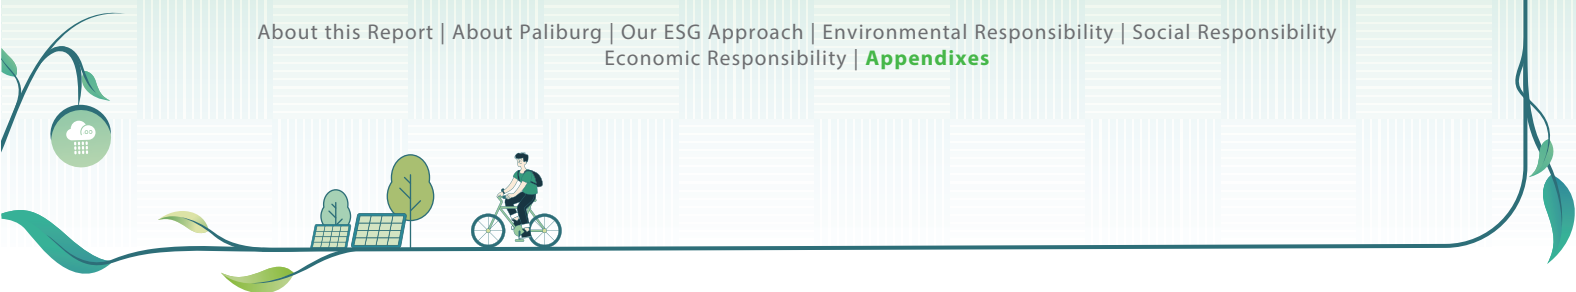 About this Report | About Paliburg | Our ESG Approach | Environmental Responsibility | Social Responsibility
Economic Responsibility | Appendixes